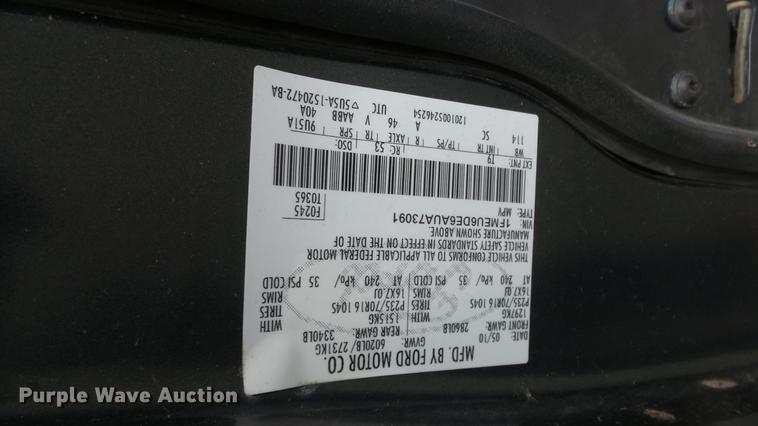 MFD. BY FORD MOTOR CO.
DATE: 05/10 GVWR: 6020LB/ 2731KG
FRONT GAWR: 2860LB REAR GAWR: 3340LB
1297KG 1515KG WITH
P235/70R16 104S TIRES P235/70R16 104S TIRES
16X7.0J RIMS 16X7.0J RIMS
AT 240 kPa/ 35 PSI COLD AT 240 kPa/ 35 PSI COLD
THIS VEHICLE CONFORMS TO ALL APPLICABLE FEDERAL MOTOR
VEHICLE SAFETY STANDARDS IN EFFECT ON THE DATE OF
MANUFACTURE SHOWN ABOVE.
VIN: 1FMEU6DE6AUA73091 F0245
TYPE: MPV T0365
EXT PNT: T9 RC: 53 DSO:
WB INT TR TP/PS R AXLE TR SPR 9U51A
114 SC A 46 V AABB 40A
1201005246254 UTC ▽ 5U5A-1520472-BA
Purple Wave Auction